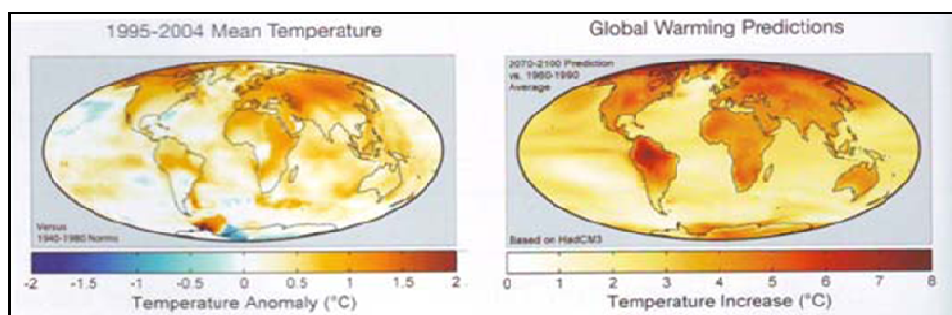 1995-2004 Mean Temperature
Versus
1940-1980 Norms
-2 -1.5 -1 -0.5 0 0.5 1 1.5 2
Temperature Anomaly (°C)
Global Warming Predictions
2070-2100 Prediction
vs. 1960-1990
Average
Based on HadCM3
0 1 2 3 4 5 6 7 8
Temperature Increase (°C)